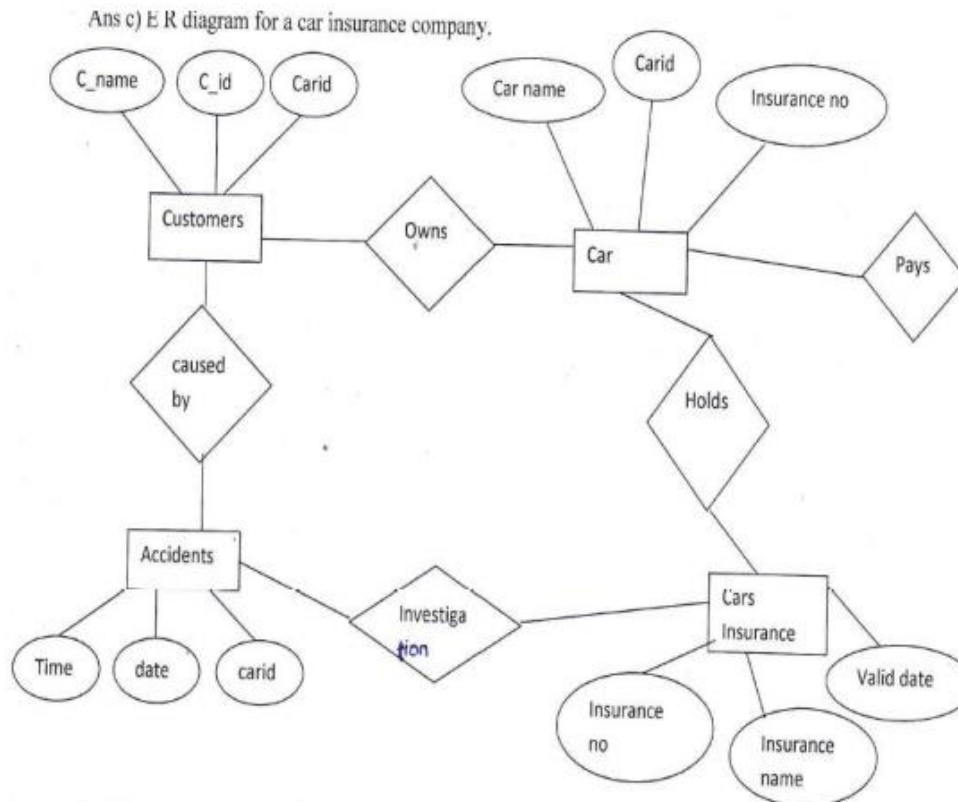 Ans c) E R diagram for a car insurance company.
C_name
C_id
Carid
Car name
Carid
Insurance no
Customers
Owns
Car
Pays
caused
by
Holds
Accidents
Investiga
tion
Cars
Insurance
Time
date
carid
Insurance
no
Insurance
name
Valid date